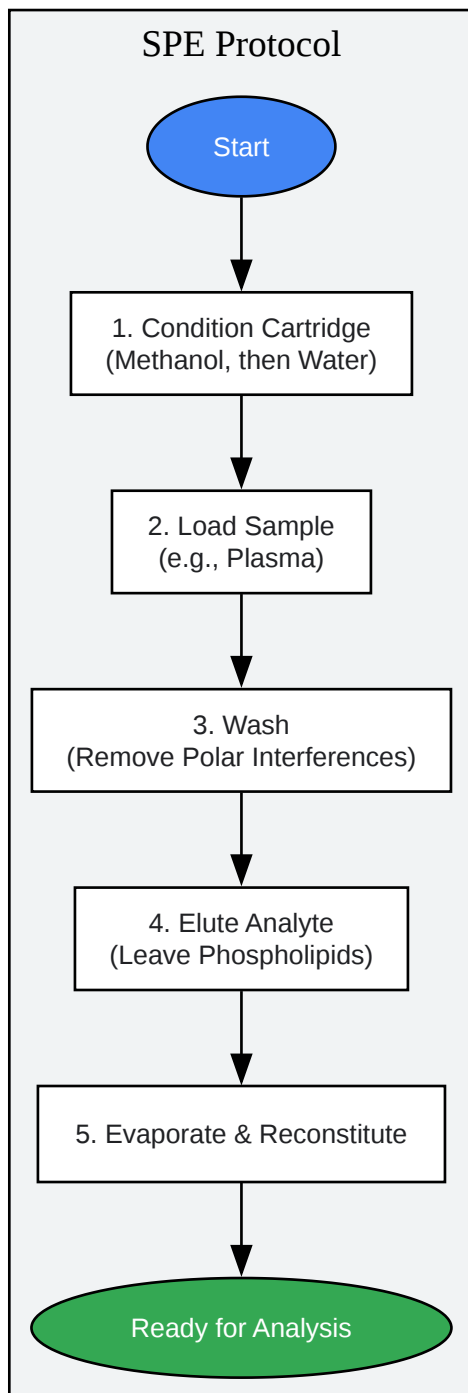 SPE Protocol
Start
1. Condition Cartridge
(Methanol, then Water)
2. Load Sample
(e.g., Plasma)
3. Wash
(Remove Polar Interferences)
4. Elute Analyte
(Leave Phospholipids)
5. Evaporate & Reconstitute
Ready for Analysis